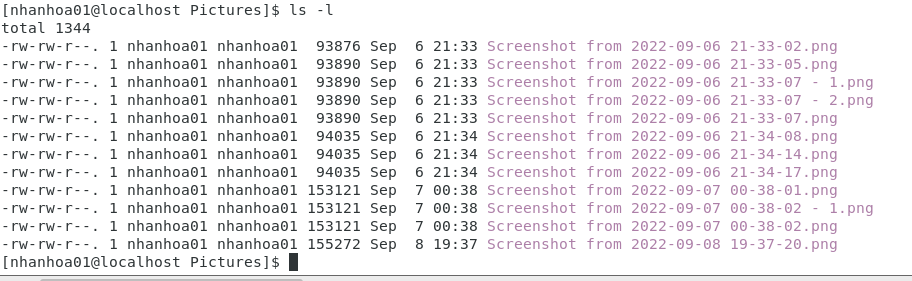 [nhanhoa01@localhost Pictures]$ ls -l
total 1344
-rw-rw-r--. 1 nhanhoa01 nhanhoa01  93876 Sep  6 21:33 Screenshot from 2022-09-06 21-33-02.png
-rw-rw-r--. 1 nhanhoa01 nhanhoa01  93890 Sep  6 21:33 Screenshot from 2022-09-06 21-33-05.png
-rw-rw-r--. 1 nhanhoa01 nhanhoa01  93890 Sep  6 21:33 Screenshot from 2022-09-06 21-33-07 - 1.png
-rw-rw-r--. 1 nhanhoa01 nhanhoa01  93890 Sep  6 21:33 Screenshot from 2022-09-06 21-33-07 - 2.png
-rw-rw-r--. 1 nhanhoa01 nhanhoa01  93890 Sep  6 21:33 Screenshot from 2022-09-06 21-33-07.png
-rw-rw-r--. 1 nhanhoa01 nhanhoa01  94035 Sep  6 21:34 Screenshot from 2022-09-06 21-34-08.png
-rw-rw-r--. 1 nhanhoa01 nhanhoa01  94035 Sep  6 21:34 Screenshot from 2022-09-06 21-34-14.png
-rw-rw-r--. 1 nhanhoa01 nhanhoa01  94035 Sep  6 21:34 Screenshot from 2022-09-06 21-34-17.png
-rw-rw-r--. 1 nhanhoa01 nhanhoa01 153121 Sep  7 00:38 Screenshot from 2022-09-07 00-38-01.png
-rw-rw-r--. 1 nhanhoa01 nhanhoa01 153121 Sep  7 00:38 Screenshot from 2022-09-07 00-38-02 - 1.png
-rw-rw-r--. 1 nhanhoa01 nhanhoa01 153121 Sep  7 00:38 Screenshot from 2022-09-07 00-38-02.png
-rw-rw-r--. 1 nhanhoa01 nhanhoa01 155272 Sep  8 19:37 Screenshot from 2022-09-08 19-37-20.png
[nhanhoa01@localhost Pictures]$